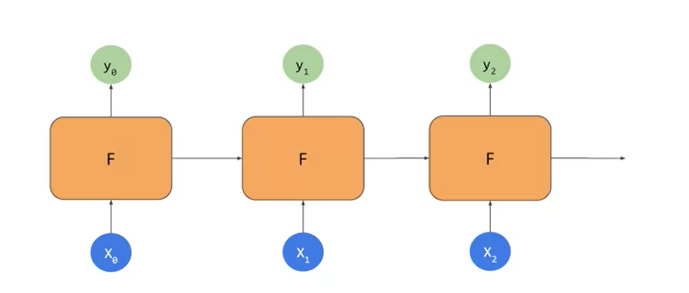 y₀ y₁ y₂
F F F
X₀ X₁ X₂